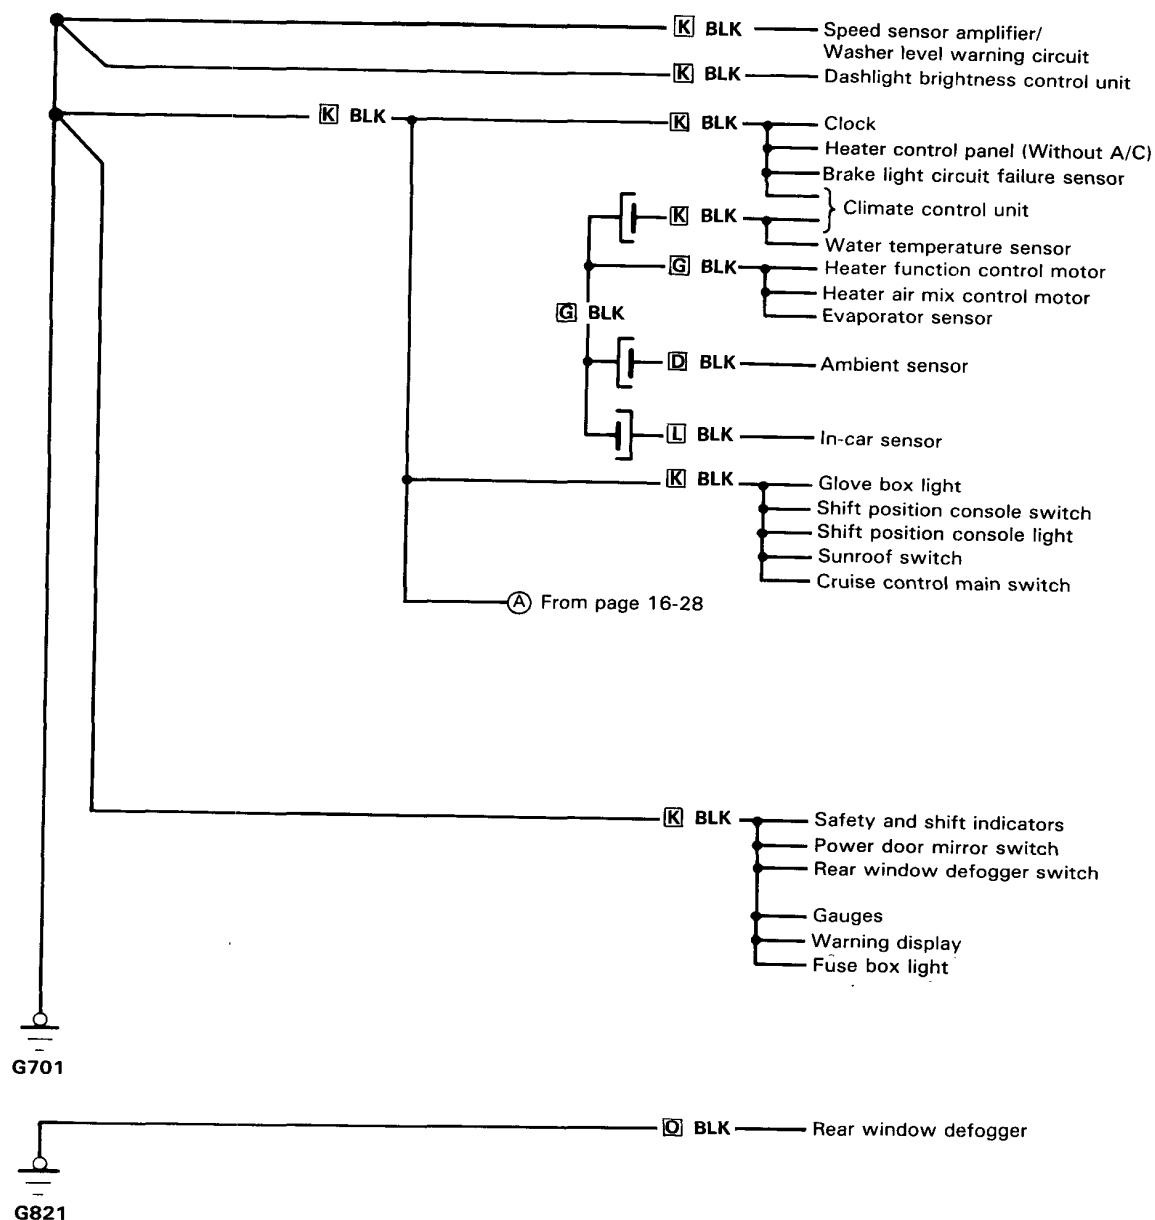 K BLK Speed sensor amplifier/
Washer level warning circuit
K BLK Dashlight brightness control unit
K BLK K BLK Clock
Heater control panel (Without A/C)
Brake light circuit failure sensor
Climate control unit
K BLK
Water temperature sensor
G BLK Heater function control motor
Heater air mix control motor
G BLK Evaporator sensor
D BLK Ambient sensor
L BLK In-car sensor
K BLK Glove box light
Shift position console switch
Shift position console light
Sunroof switch
Cruise control main switch
A From page 16-28
K BLK Safety and shift indicators
Power door mirror switch
Rear window defogger switch
Gauges
Warning display
Fuse box light
G701
O BLK Rear window defogger
G821